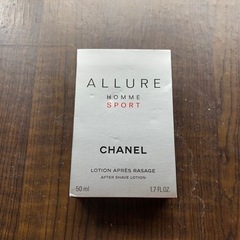 ALLURE
HOMME
SPORT
CHANEL
LOTION APRÈS RASAGE
AFTER SHAVE LOTION
50 ml 1.7 FL.OZ.